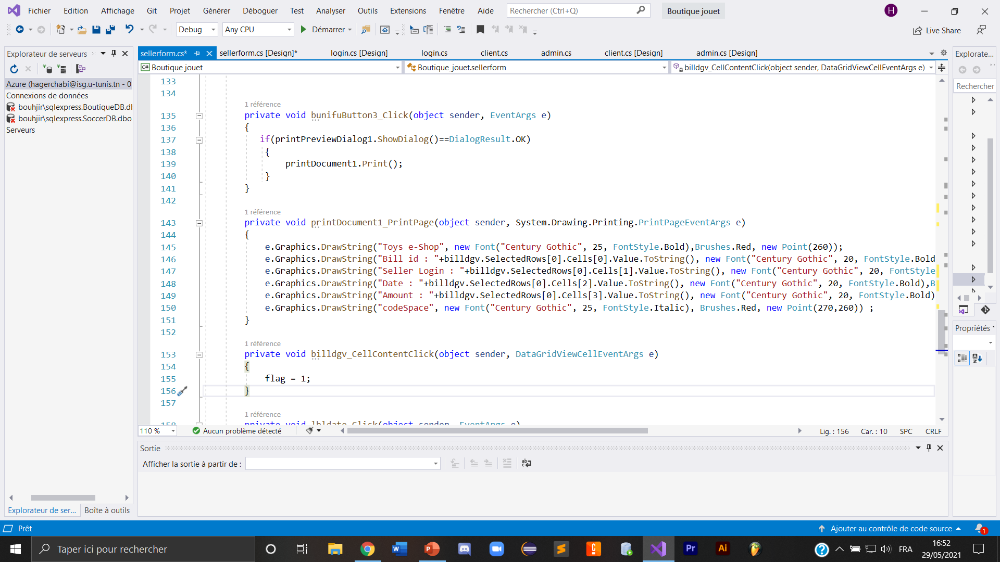 Fichier Edition Affichage Git Projet Générer Déboguer Test Analyser Outils Extensions Fenêtre Aide Rechercher (Ctrl+Q) Boutique jouet H
Debug Any CPU Démarrer Live Share
Explorateur de serveurs
Azure (hagerchabi@isg.u-tunis.tn - 0
Connexions de données
bouhjir\sqlexpress.BoutiqueDB.d
bouhjir\sqlexpress.SoccerDB.dbo
Serveurs
Explorateur de ser... Boîte à outils
sellerform.cs* sellerform.cs [Design]* login.cs [Design] login.cs client.cs admin.cs client.cs [Design] admin.cs [Design]
C# Boutique jouet Boutique_jouet.sellerform billdgv_CellContentClick(object sender, DataGridViewCellEventArgs e)
133
134
1 référence
135 private void bunifuButton3_Click(object sender, EventArgs e)
136 {
137 if(printPreviewDialog1.ShowDialog()==DialogResult.OK)
138 {
139 printDocument1.Print();
140 }
141 }
142
1 référence
143 private void printDocument1_PrintPage(object sender, System.Drawing.Printing.PrintPageEventArgs e)
144 {
145 e.Graphics.DrawString("Toys e-Shop", new Font("Century Gothic", 25, FontStyle.Bold),Brushes.Red, new Point(260));
146 e.Graphics.DrawString("Bill id : "+billdgv.SelectedRows[0].Cells[0].Value.ToString(), new Font("Century Gothic", 20, FontStyle.Bold
147 e.Graphics.DrawString("Seller Login : "+billdgv.SelectedRows[0].Cells[1].Value.ToString(), new Font("Century Gothic", 20, FontStyle
148 e.Graphics.DrawString("Date : "+billdgv.SelectedRows[0].Cells[2].Value.ToString(), new Font("Century Gothic", 20, FontStyle.Bold),B
149 e.Graphics.DrawString("Amount : "+billdgv.SelectedRows[0].Cells[3].Value.ToString(), new Font("Century Gothic", 20, FontStyle.Bold)
150 e.Graphics.DrawString("codeSpace", new Font("Century Gothic", 25, FontStyle.Italic), Brushes.Red, new Point(270,260)) ;
151 }
152
1 référence
153 private void billdgv_CellContentClick(object sender, DataGridViewCellEventArgs e)
154 {
155 flag = 1;
156 }
157
1 référence
158 private void lbldate_Click(object sender, EventArgs e)
110 % Aucun problème détecté Lig. : 156 Car. : 10 SPC CRLF
Sortie
Afficher la sortie à partir de :
Explorate...
Rechercher
Propriétés
Prêt Ajouter au contrôle de code source 1
Taper ici pour rechercher Pr Ai FRA 16:52
29/05/2021